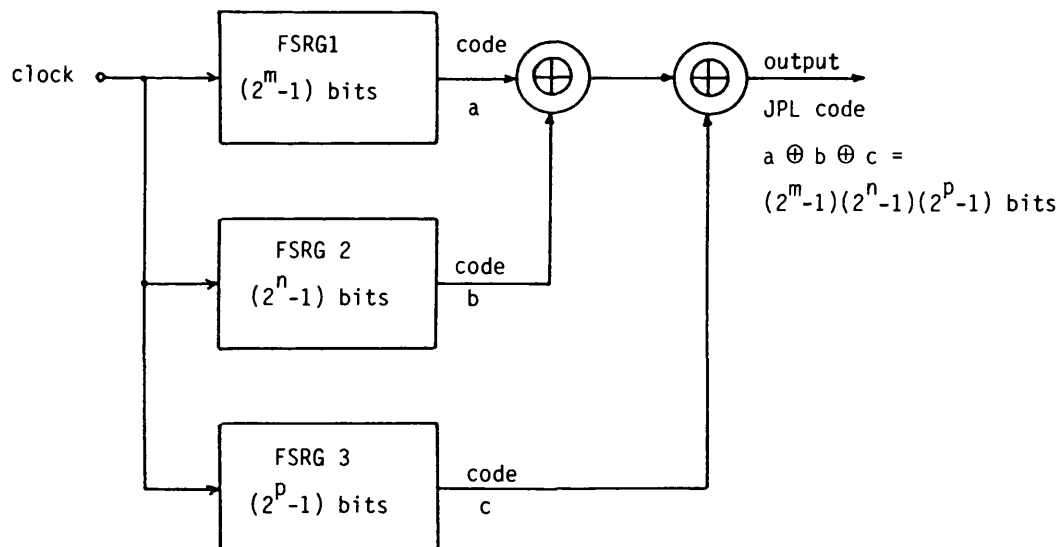 clock
FSRG1
(2^m-1) bits
code
a
output
JPL code
a ⊕ b ⊕ c =
(2^m-1)(2^n-1)(2^p-1) bits
FSRG 2
(2^n-1) bits
code
b
FSRG 3
(2^p-1) bits
code
c